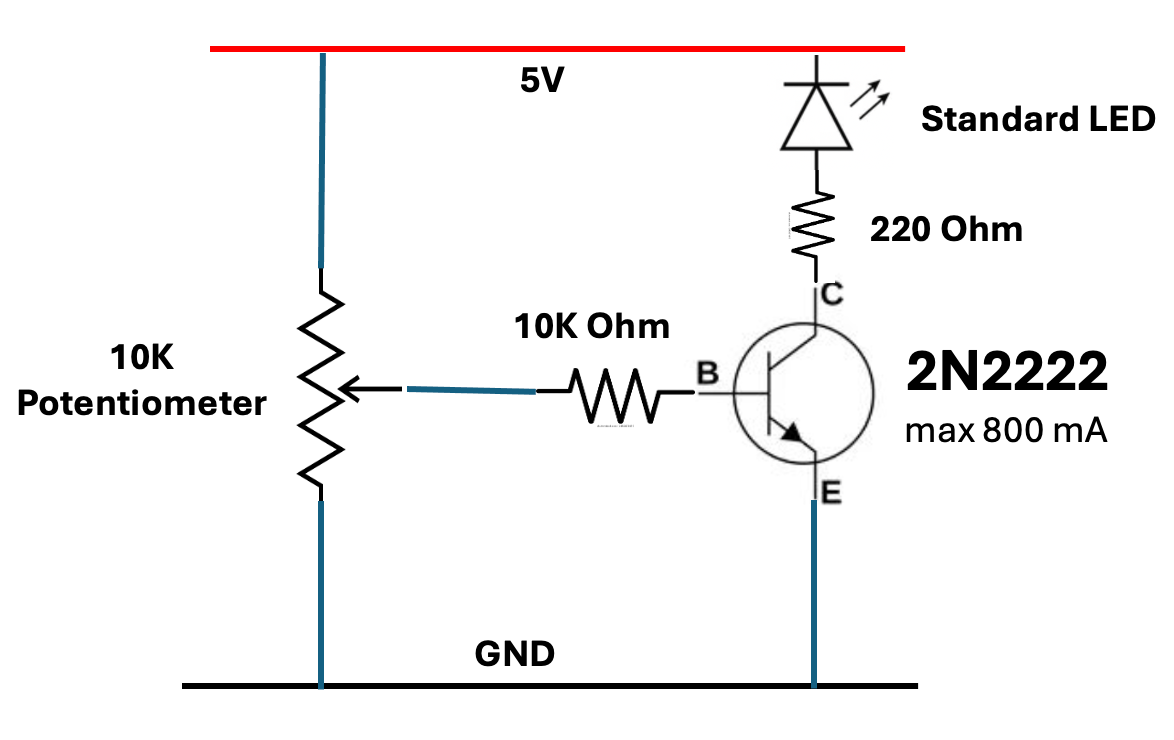 5V
Standard LED
220 Ohm
C
10K Ohm
10K
Potentiometer
B
2N2222
max 800 mA
E
GND